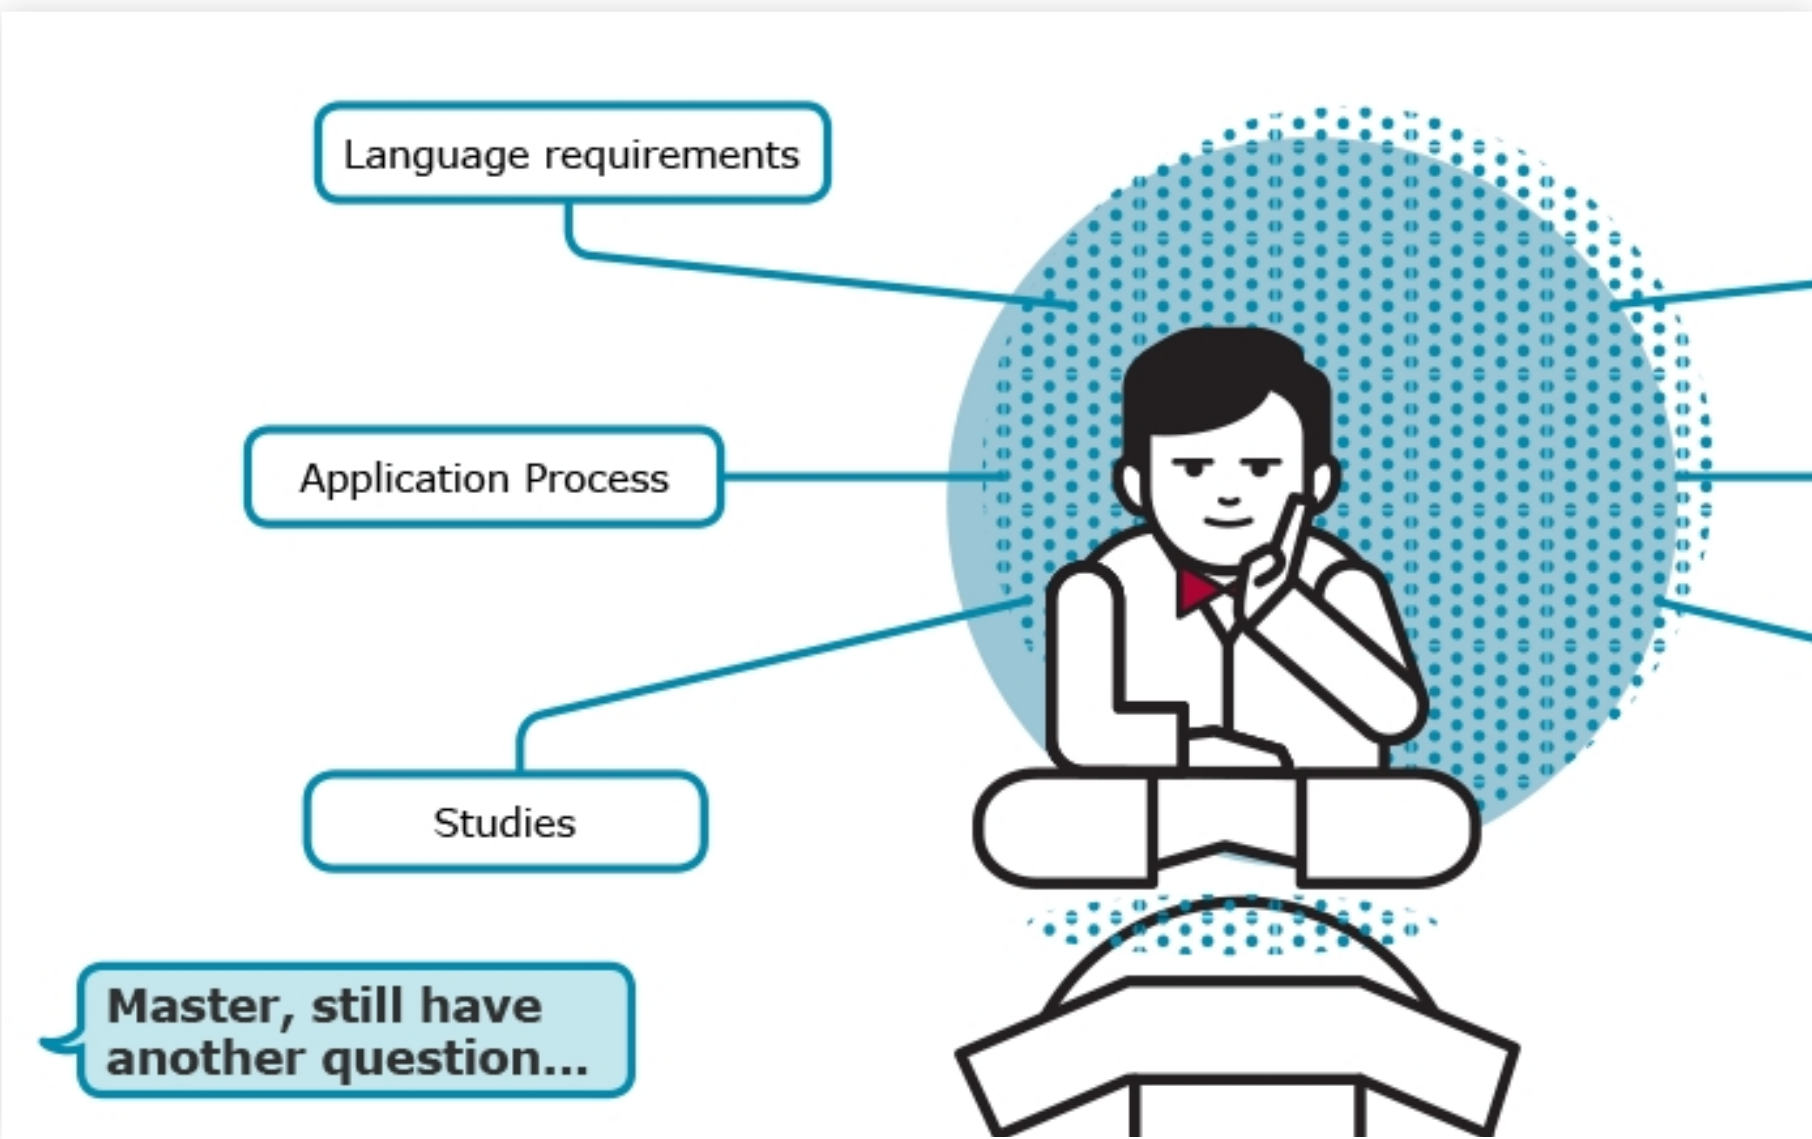 Language requirements
Application Process
Studies
Master, still have
another question...